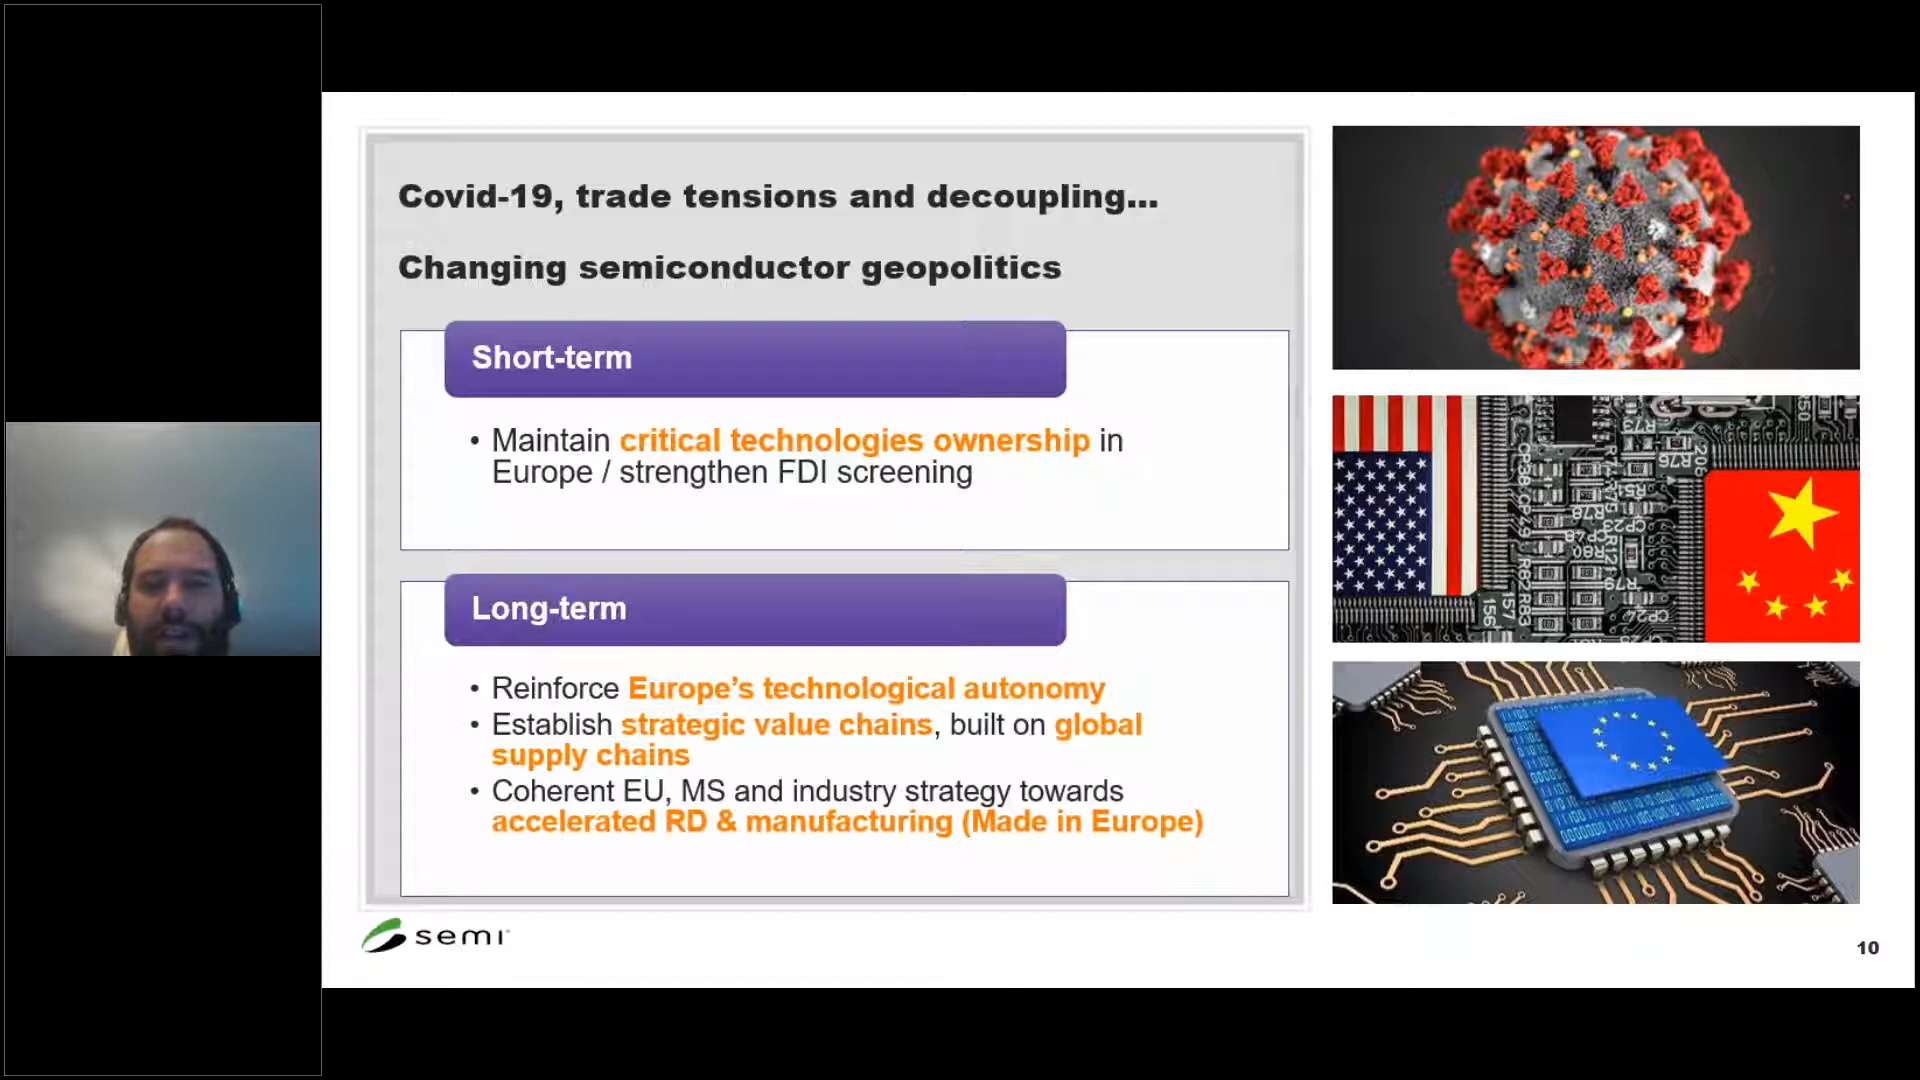 Covid-19, trade tensions and decoupling...
Changing semiconductor geopolitics
Short-term
• Maintain critical technologies ownership in
Europe / strengthen FDI screening
Long-term
• Reinforce Europe’s technological autonomy
• Establish strategic value chains, built on global
supply chains
• Coherent EU, MS and industry strategy towards
accelerated RD & manufacturing (Made in Europe)
semi
10